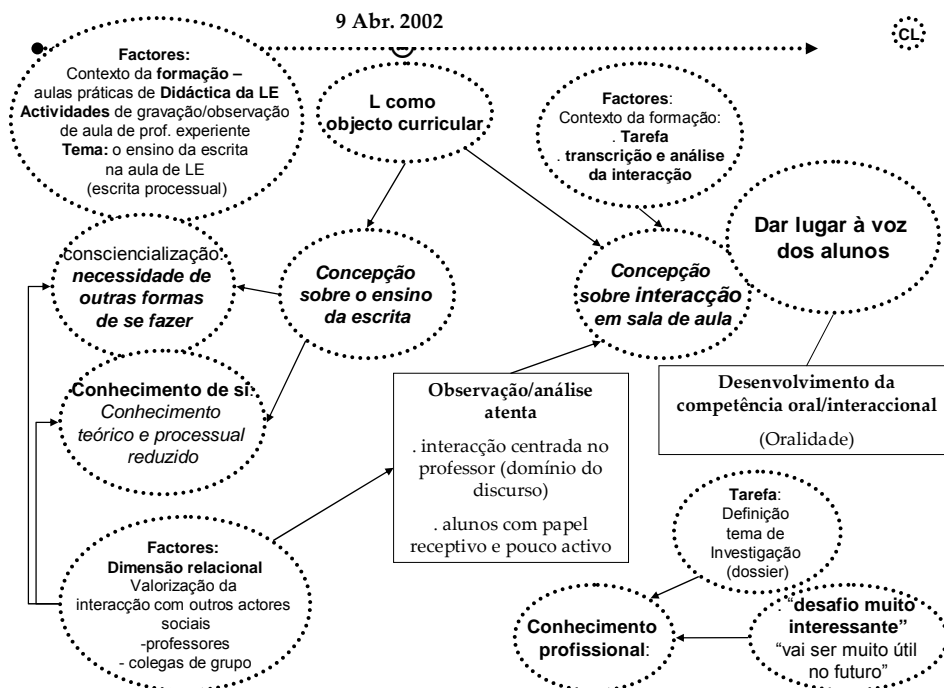 9 Abr. 2002
CL
Factores:
Contexto da formação –
aulas práticas de Didáctica da LE
Actividades de gravação/observação
de aula de prof. experiente
Tema: o ensino da escrita
na aula de LE
(escrita processual)
L como
objecto curricular
Factores:
Contexto da formação:
. Tarefa
. transcrição e análise
da interacção
Dar lugar à voz
dos alunos
consciencialização:
necessidade de
outras formas
de se fazer
Concepção
sobre o ensino
da escrita
Concepção
sobre interacção
em sala de aula
Conhecimento de si:
Conhecimento
teórico e processual
reduzido
Observação/análise
atenta
. interacção centrada no
professor (domínio do
discurso)
. alunos com papel
receptivo e pouco activo
Desenvolvimento da
competência oral/interaccional
(Oralidade)
Factores:
Dimensão relacional
Valorização da
interacção com outros actores
sociais
-professores
- colegas de grupo
Tarefa:
Definição
tema de
Investigação
(dossier)
Conhecimento
profissional:
. “desafio muito
interessante”
“vai ser muito útil
no futuro”